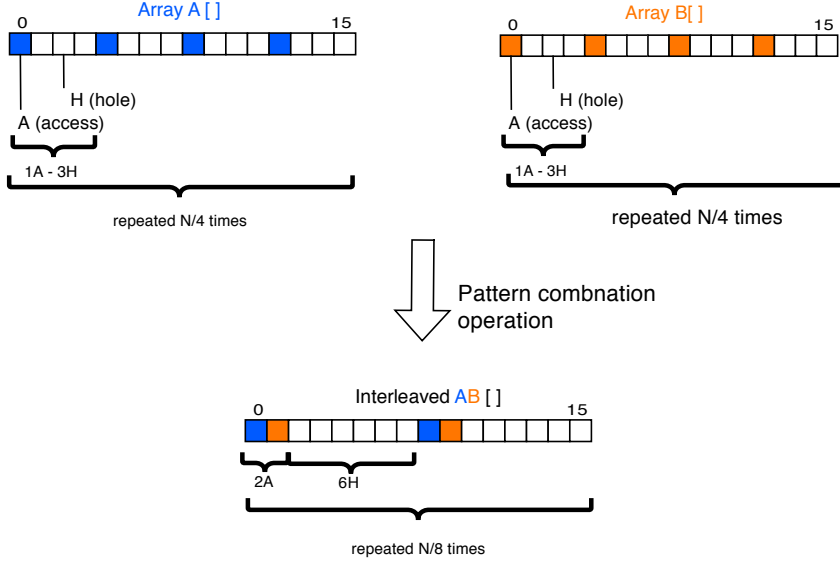 Array A [ ]
0
15
H (hole)
A (access)
1A - 3H
repeated N/4 times
Array B[ ]
0
15
H (hole)
A (access)
1A - 3H
repeated N/4 times
Pattern combnation
operation
Interleaved AB [ ]
0
15
2A
6H
repeated N/8 times